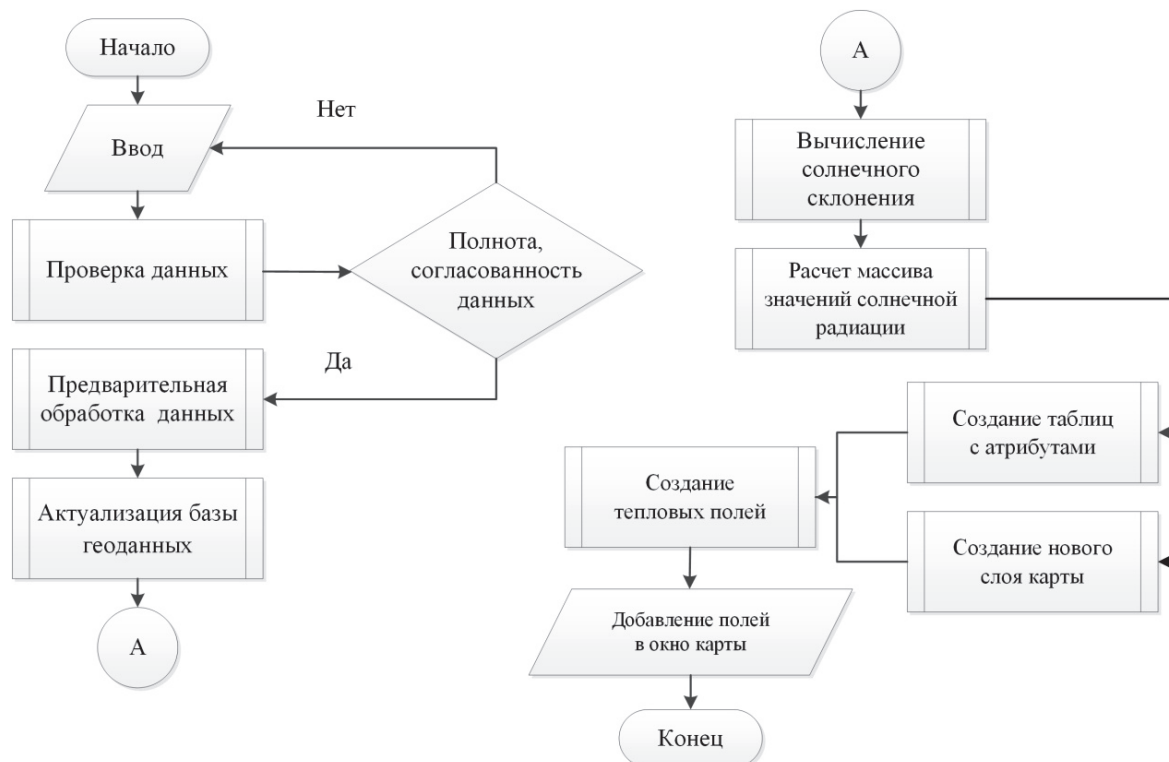 Начало
Ввод
Нет
Проверка данных
Полнота,
согласованность
данных
Да
Предварительная
обработка данных
Актуализация базы
геоданных
А
А
Вычисление
солнечного
склонения
Расчет массива
значений солнечной
радиации
Создание таблиц
с атрибутами
Создание нового
слоя карты
Создание
тепловых полей
Добавление полей
в окно карты
Конец